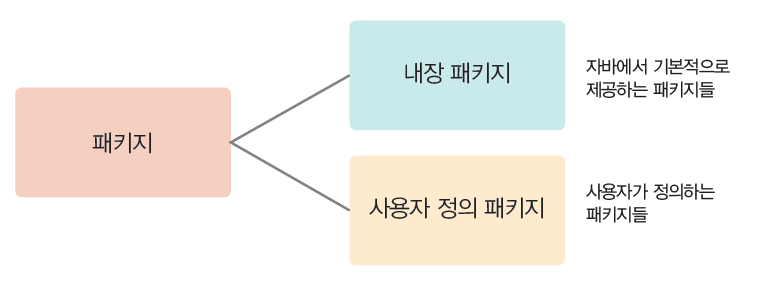 패키지
내장 패키지
자바에서 기본적으로
제공하는 패키지들
사용자 정의 패키지
사용자가 정의하는
패키지들